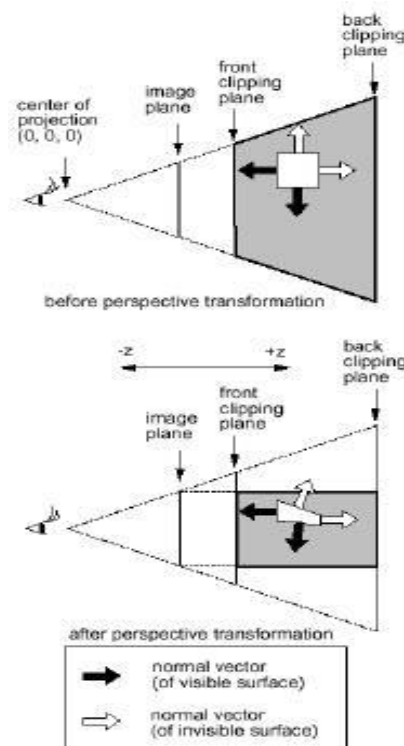 back
clipping
plane
front
clipping
plane
image
plane
center of
projection
(0, 0, 0)
before perspective transformation
-z
+z
back
clipping
plane
front
clipping
plane
image
plane
after perspective transformation
normal vector
(of visible surface)
normal vector
(of invisible surface)